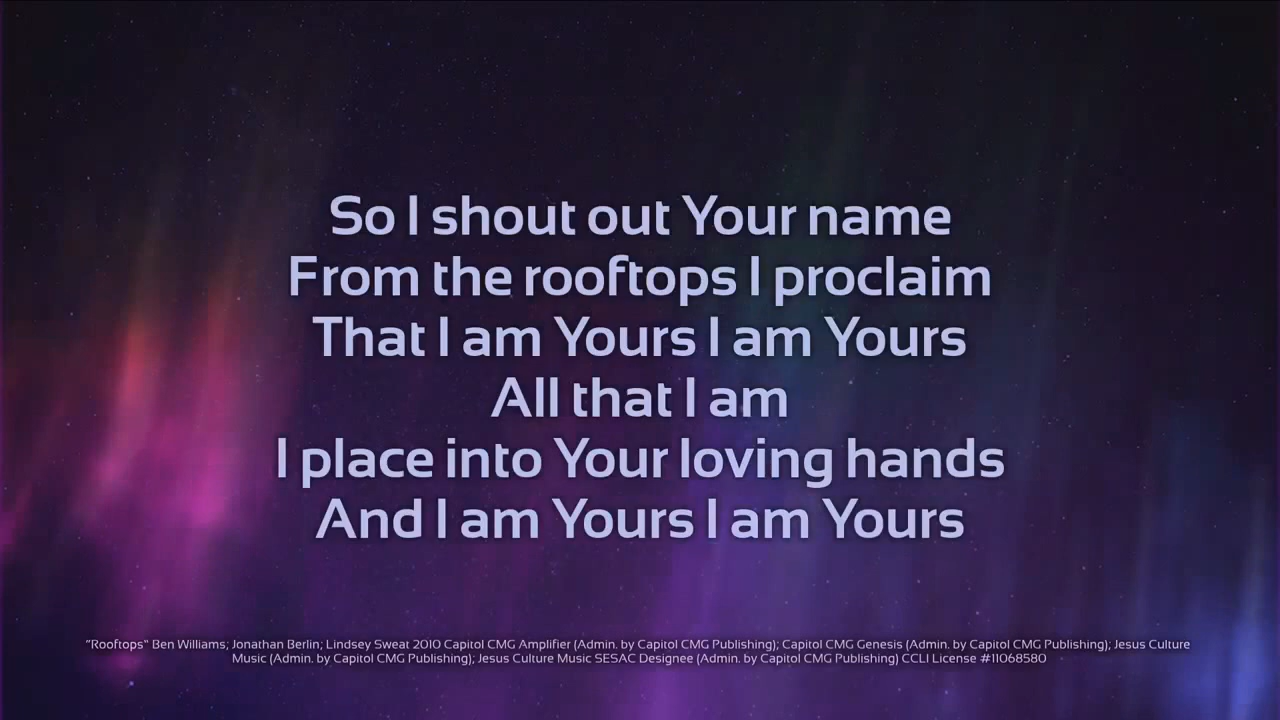 So I shout out Your name
From the rooftops I proclaim
That I am Yours I am Yours
All that I am
I place into Your loving hands
And I am Yours I am Yours
"Rooftops" Ben Williams; Jonathan Berlin; Lindsey Sweat 2010 Capitol CMG Amplifier (Admin. by Capitol CMG Publishing); Capitol CMG Genesis (Admin. by Capitol CMG Publishing); Jesus Culture
Music (Admin. by Capitol CMG Publishing); Jesus Culture Music SESAC Designee (Admin. by Capitol CMG Publishing) CCLI License #11068580